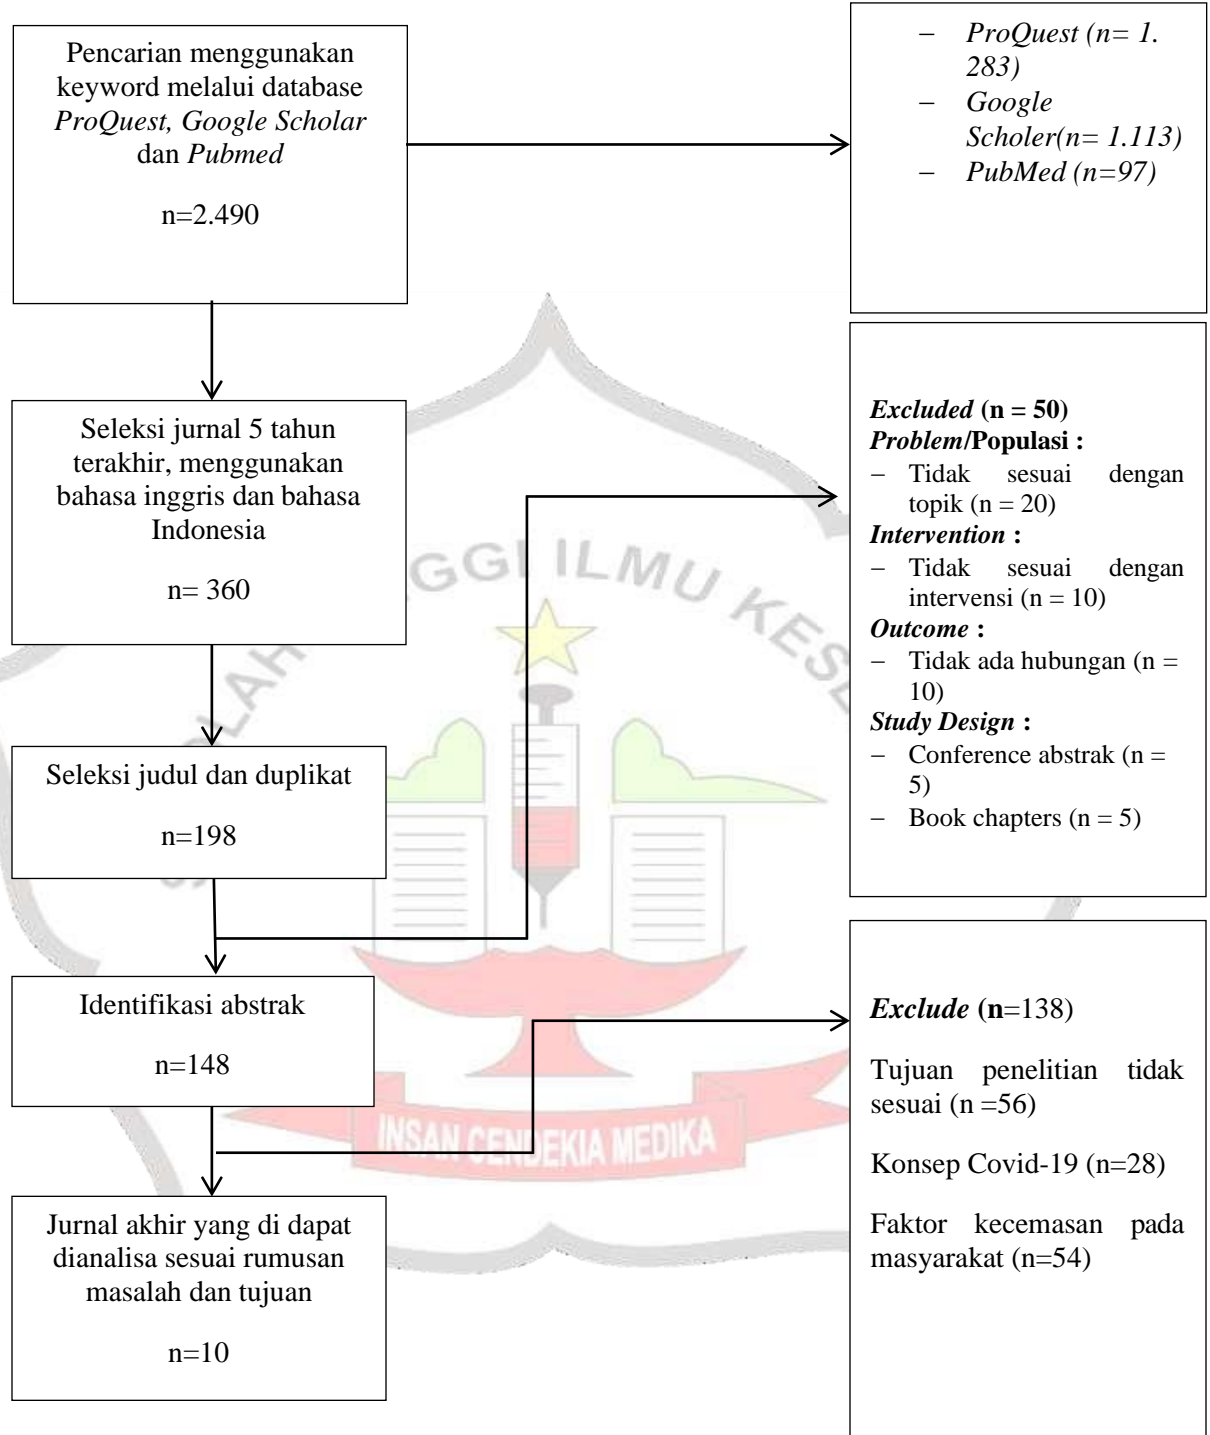 Pencarian menggunakan
keyword melalui database
ProQuest, Google Scholar
dan Pubmed
n=2.490
– ProQuest (n= 1.
283)
– Google
Scholer(n= 1.113)
– PubMed (n=97)
Seleksi jurnal 5 tahun
terakhir, menggunakan
bahasa inggris dan bahasa
Indonesia
n= 360
Excluded (n = 50)
Problem/Populasi :
– Tidak sesuai dengan
topik (n = 20)
Intervention :
– Tidak sesuai dengan
intervensi (n = 10)
Outcome :
– Tidak ada hubungan (n =
10)
Study Design :
– Conference abstrak (n =
5)
– Book chapters (n = 5)
Seleksi judul dan duplikat
n=198
Identifikasi abstrak
n=148
Exclude (n=138)
Tujuan penelitian tidak
sesuai (n =56)
Konsep Covid-19 (n=28)
Faktor kecemasan pada
masyarakat (n=54)
Jurnal akhir yang di dapat
dianalisa sesuai rumusan
masalah dan tujuan
n=10
GGI ILMU KES
INSAN CENDEKIA MEDIKA